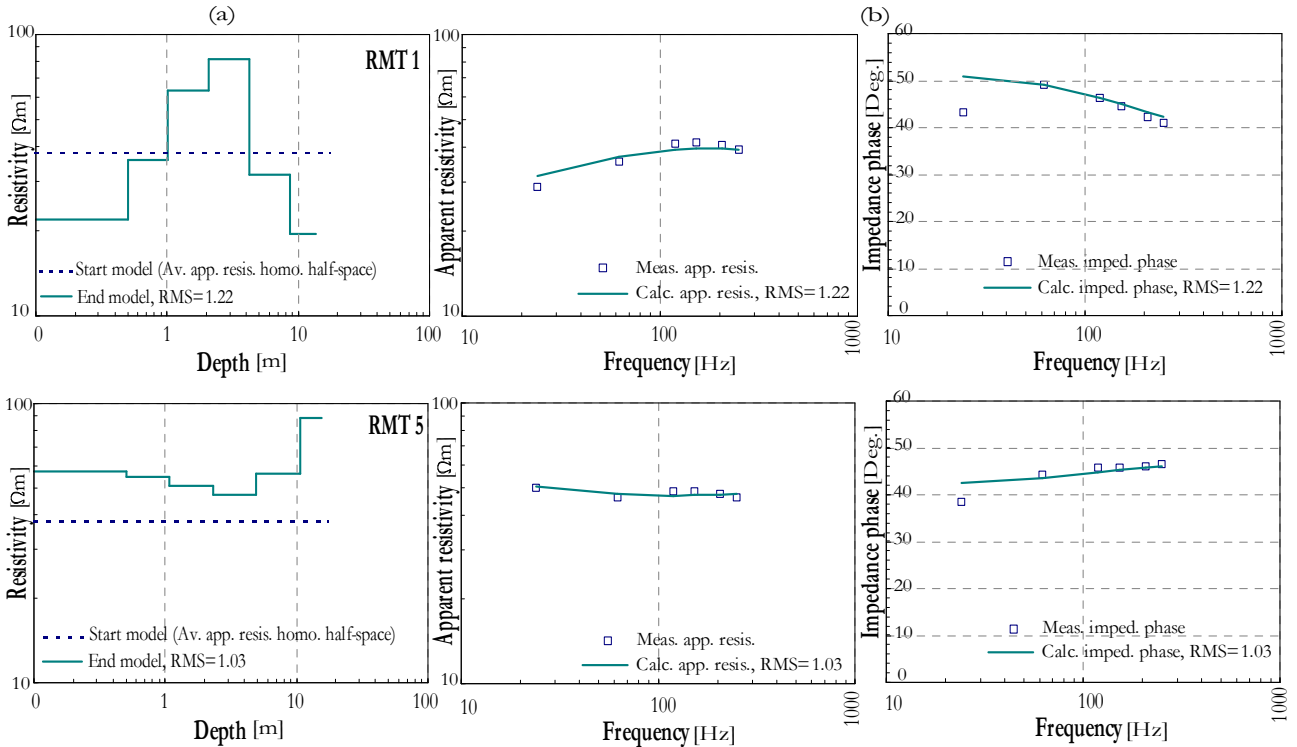 (a)
(b)
100
RMT 1
Resistivity [Ωm]
Start model (Av. app. resis. homo. half-space)
End model, RMS=1.22
10
0
1
10
100
Depth [m]
100
Apparent resistivity [Ωm]
Meas. app. resis.
Calc. app. resis., RMS=1.22
10
10
100
1000
Frequency [Hz]
60
50
40
30
20
10
0
Impedance phase [Deg.]
Meas. imped. phase
Calc. imped. phase, RMS=1.22
10
100
1000
Frequency [Hz]
100
RMT 5
Resistivity [Ωm]
Start model (Av. app. resis. homo. half-space)
End model, RMS=1.03
10
0
1
10
100
Depth [m]
100
Apparent resistivity [Ωm]
Meas. app. resis.
Calc. app. resis., RMS=1.03
10
10
100
1000
Frequency [Hz]
60
50
40
30
20
10
0
Impedance phase [Deg.]
Meas. imped. phase
Calc. imped. phase, RMS=1.03
10
100
1000
Frequency [Hz]